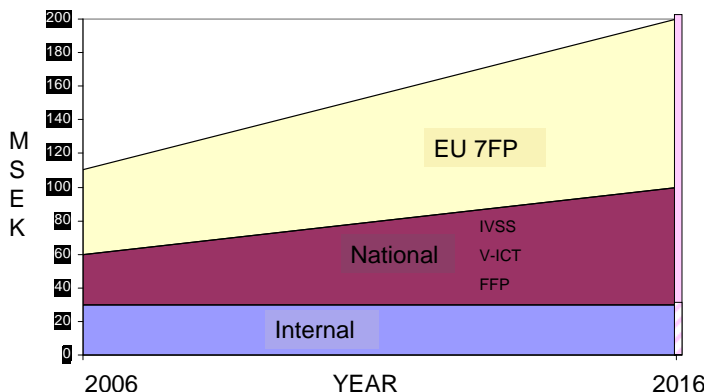 200
180
160
140
120
100
80
60
40
20
0
M
S
E
K
EU 7FP
IVSS
National
V-ICT
FFP
Internal
2006
YEAR
2016